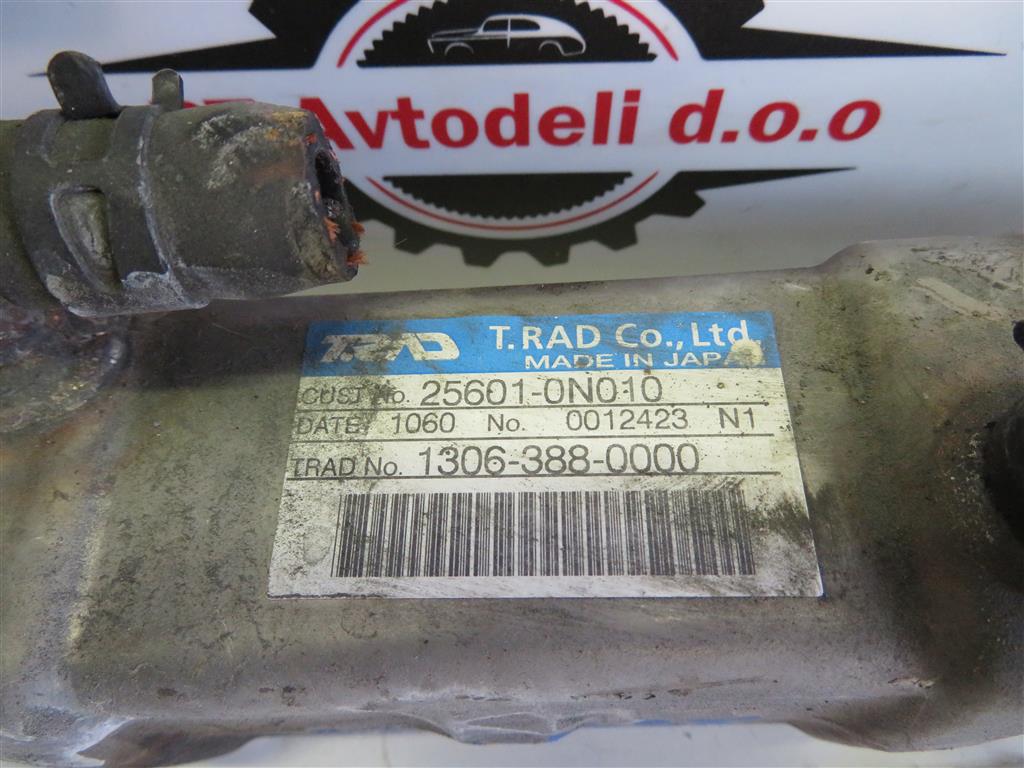 Avtodeli d.o.o
T.RAD T.RAD Co., Ltd.
MADE IN JAPA
CUST No. 25601-0N010
DATE 1060 No. 0012423 N1
TRAD No. 1306-388-0000